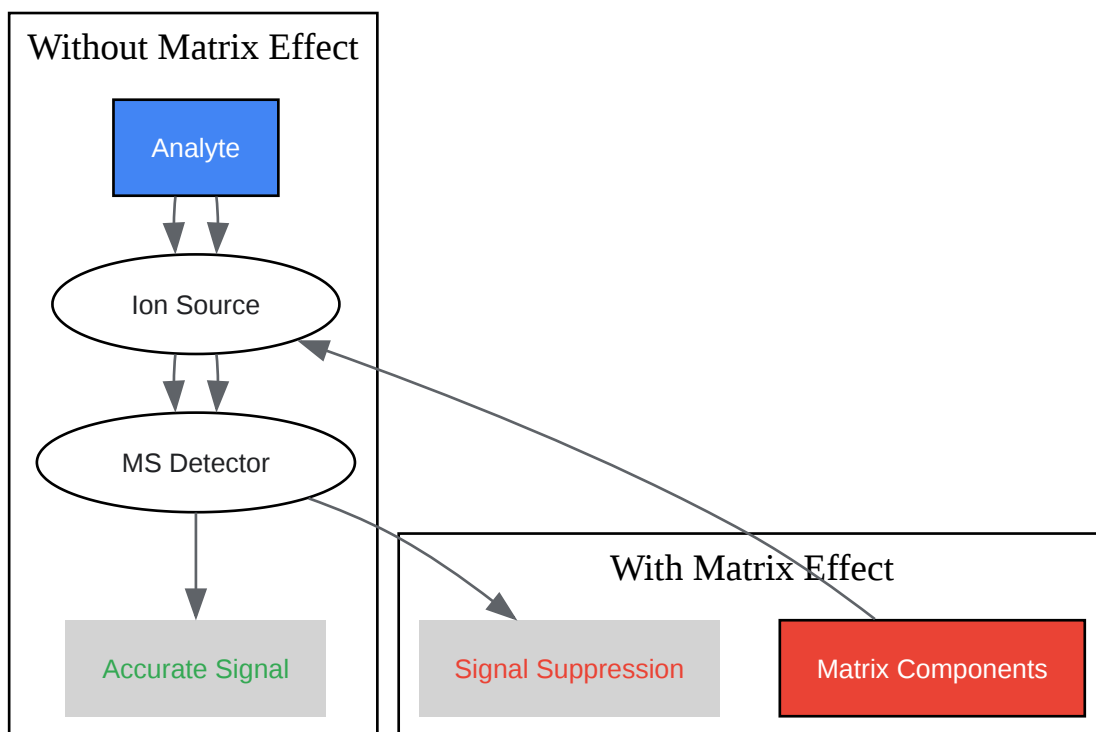 Without Matrix Effect
Analyte
Ion Source
MS Detector
Accurate Signal
With Matrix Effect
Signal Suppression
Matrix Components